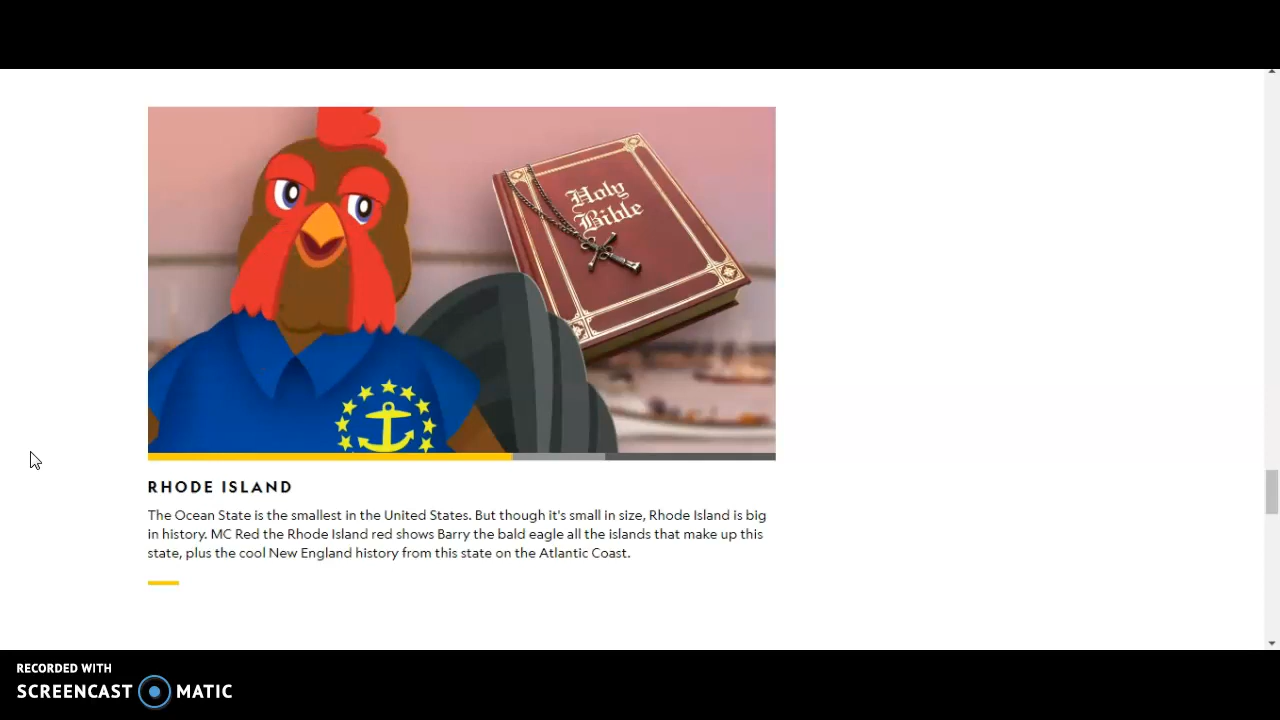 Holy
Bible
RHODE ISLAND
The Ocean State is the smallest in the United States. But though it's small in size, Rhode Island is big
in history. MC Red the Rhode Island red shows Barry the bald eagle all the islands that make up this
state, plus the cool New England history from this state on the Atlantic Coast.
RECORDED WITH
SCREENCAST MATIC